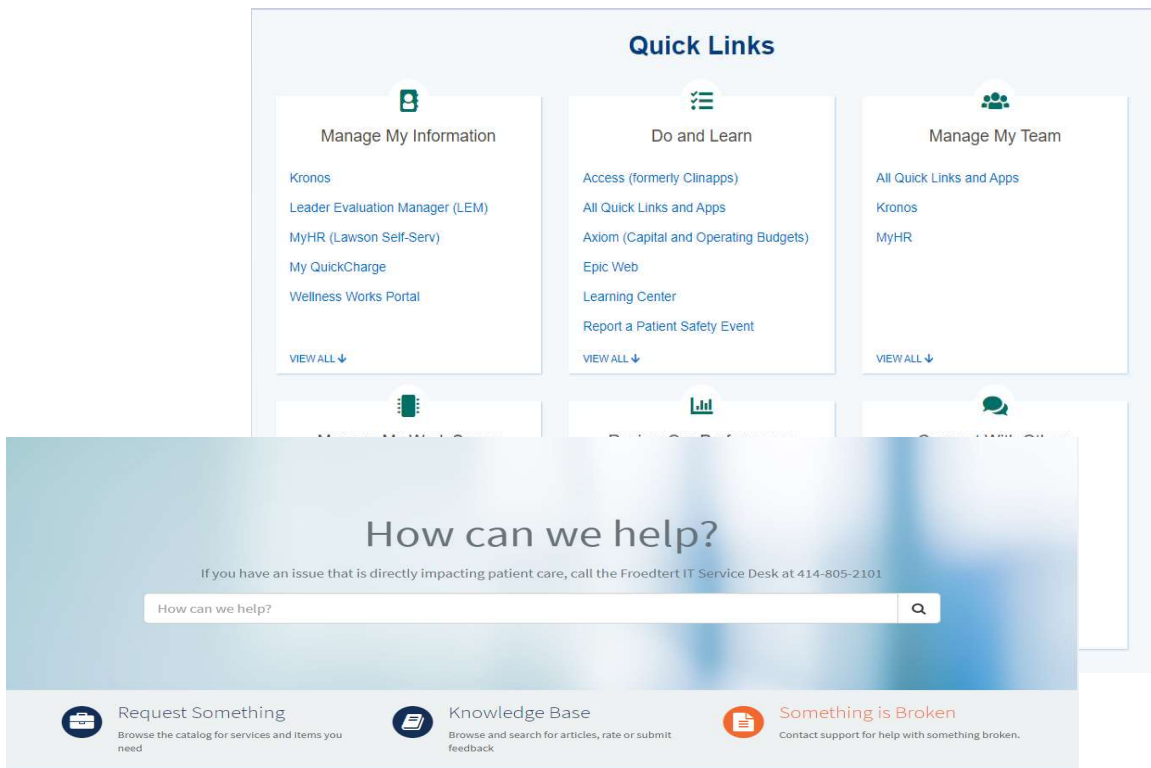 Quick Links
Manage My Information
Kronos
Leader Evaluation Manager (LEM)
MyHR (Lawson Self-Serv)
My QuickCharge
Wellness Works Portal
VIEW ALL
Do and Learn
Access (formerly Clinapps)
All Quick Links and Apps
Axiom (Capital and Operating Budgets)
Epic Web
Learning Center
Report a Patient Safety Event
VIEW ALL
Manage My Team
All Quick Links and Apps
Kronos
MyHR
VIEW ALL
How can we help?
If you have an issue that is directly impacting patient care, call the Froedtert IT Service Desk at 414-805-2101
How can we help?
Request Something
Browse the catalog for services and items you
need
Knowledge Base
Browse and search for articles, rate or submit
feedback
Something is Broken
Contact support for help with something broken.